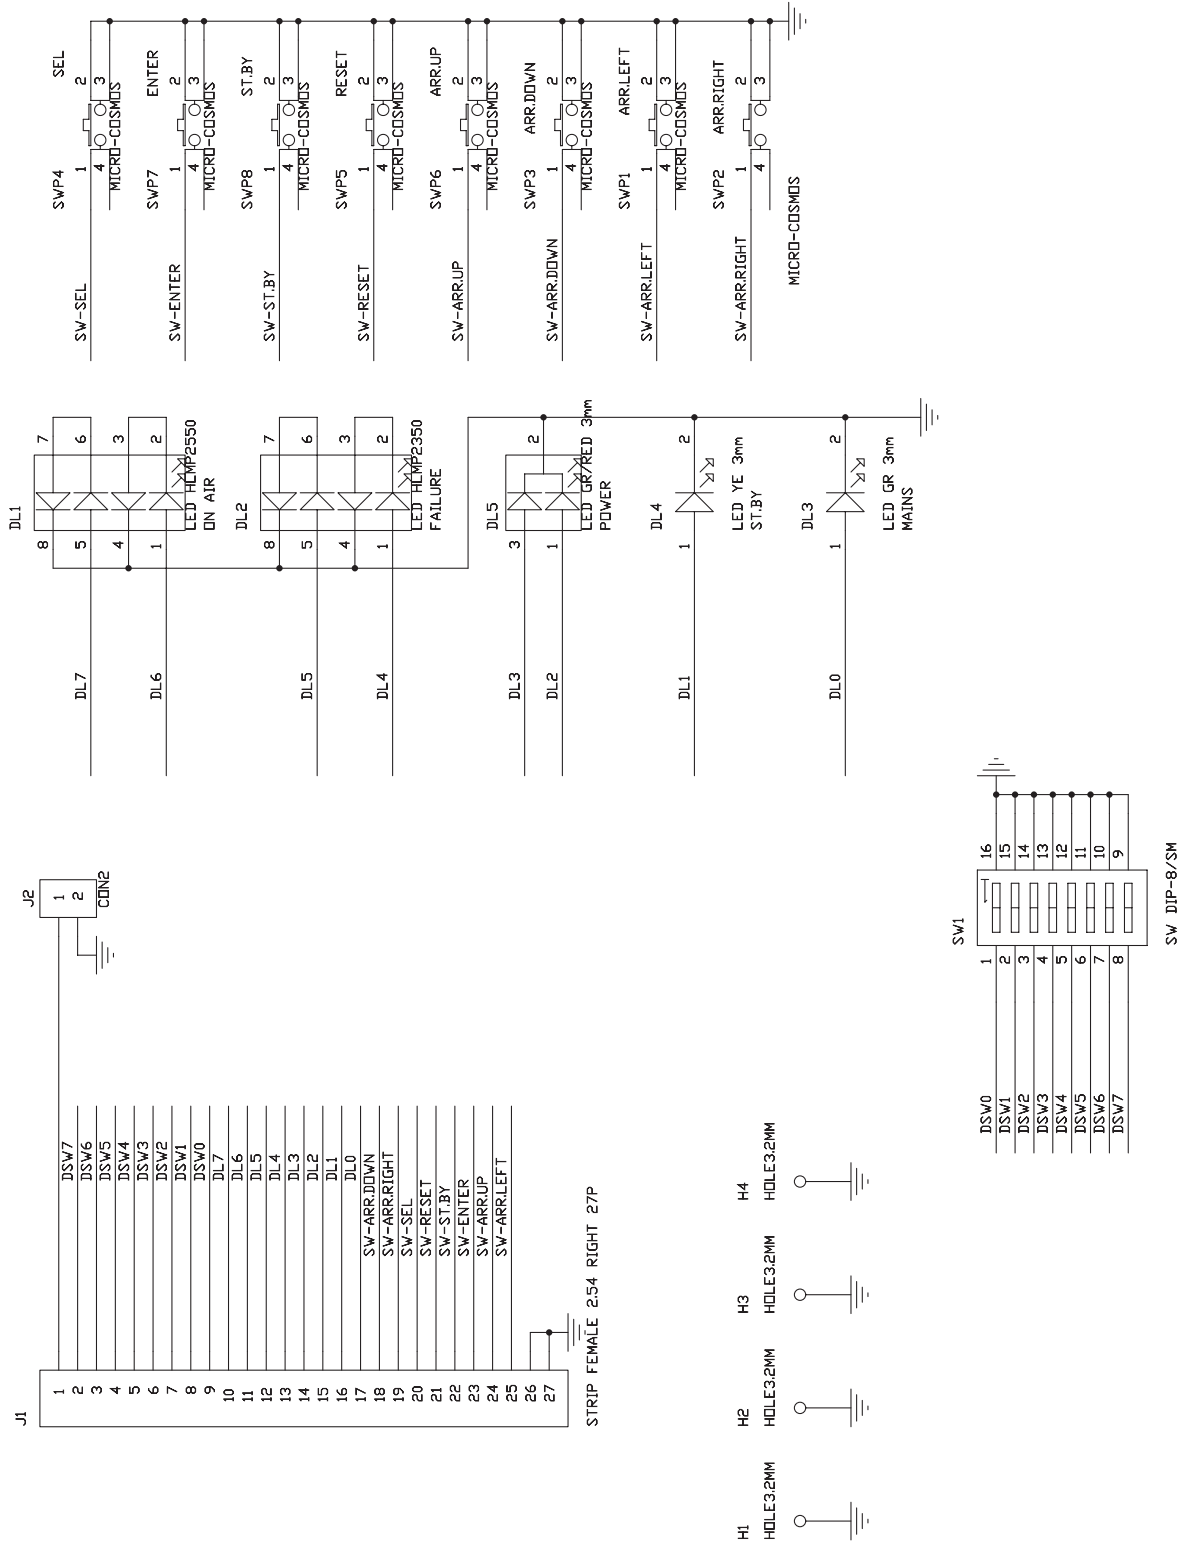 J1
1
2
3
4
5
6
7
8
9
10
11
12
13
14
15
16
17
18
19
20
21
22
23
24
25
26
27
STRIP FEMALE 2.54 RIGHT 27P
DSW7
DSW6
DSW5
DSW4
DSW3
DSW2
DSW1
DSW0
DL7
DL6
DL5
DL4
DL3
DL2
DL1
DL0
SW-ARR.DOWN
SW-ARR.RIGHT
SW-SEL
SW-RESET
SW-ST.BY
SW-ENTER
SW-ARR.UP
SW-ARR.LEFT
J2
1
2
CON2
DL1
8 7
5 6
4 3
1 2
LED HLMP2550
ON AIR
DL7
DL6
DL2
8 7
5 6
4 3
1 2
LED HLMP2350
FAILURE
DL5
DL4
DL5
3 2
1
LED GR/RED 3mm
POWER
DL3
DL2
DL4
1 2
LED YE 3mm
ST.BY
DL1
DL3
1 2
LED GR 3mm
MAINS
DL0
SW-SEL
SWP4 SEL
1 2
4 3
MICRO-COSMOS
SW-ENTER
SWP7 ENTER
1 2
4 3
MICRO-COSMOS
SW-ST.BY
SWP8 ST.BY
1 2
4 3
MICRO-COSMOS
SW-RESET
SWP5 RESET
1 2
4 3
MICRO-COSMOS
SW-ARR.UP
SWP6 ARR.UP
1 2
4 3
MICRO-COSMOS
SW-ARR.DOWN
SWP3 ARR.DOWN
1 2
4 3
MICRO-COSMOS
SW-ARR.LEFT
SWP1 ARR.LEFT
1 2
4 3
MICRO-COSMOS
SW-ARR.RIGHT
SWP2 ARR.RIGHT
1 2
4 3
MICRO-COSMOS
H1
HOLE3.2MM
H2
HOLE3.2MM
H3
HOLE3.2MM
H4
HOLE3.2MM
SW1
DSW0 1 16
DSW1 2 15
DSW2 3 14
DSW3 4 13
DSW4 5 12
DSW5 6 11
DSW6 7 10
DSW7 8 9
SW DIP-8/SM